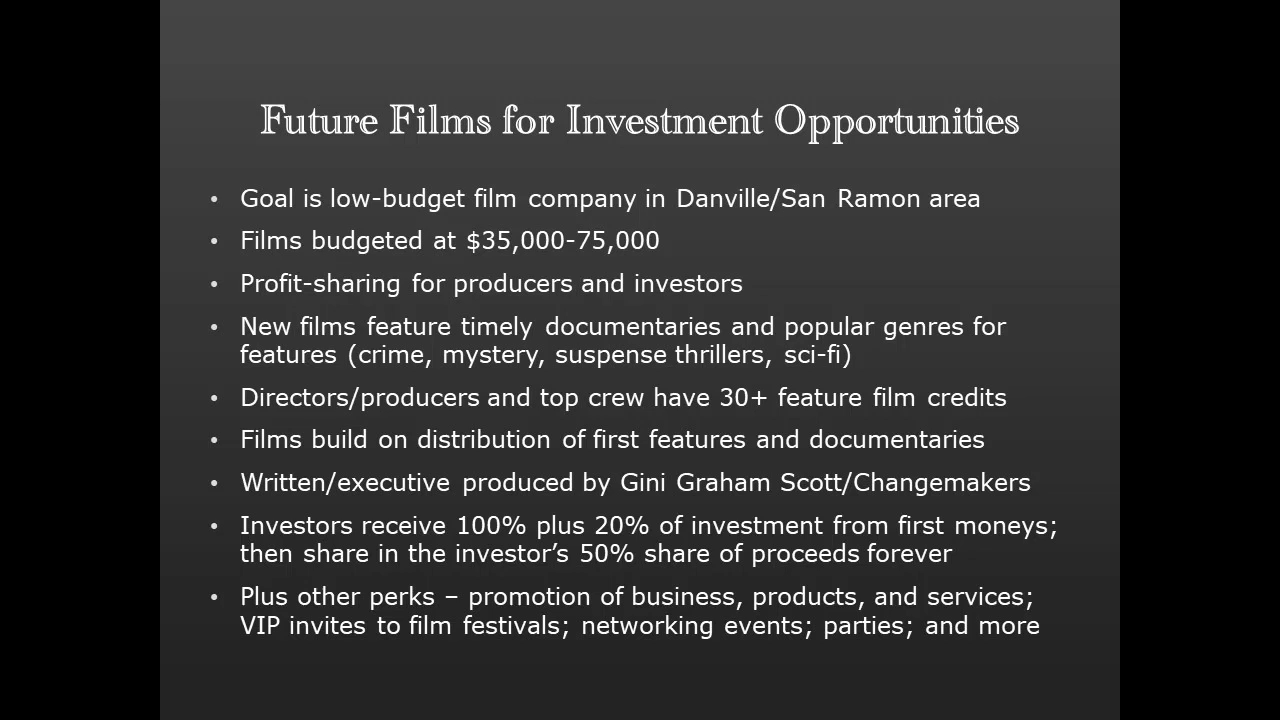 Future Films for Investment Opportunities
• Goal is low-budget film company in Danville/San Ramon area
• Films budgeted at $35,000-75,000
• Profit-sharing for producers and investors
• New films feature timely documentaries and popular genres for
features (crime, mystery, suspense thrillers, sci-fi)
• Directors/producers and top crew have 30+ feature film credits
• Films build on distribution of first features and documentaries
• Written/executive produced by Gini Graham Scott/Changemakers
• Investors receive 100% plus 20% of investment from first moneys;
then share in the investor’s 50% share of proceeds forever
• Plus other perks – promotion of business, products, and services;
VIP invites to film festivals; networking events; parties; and more